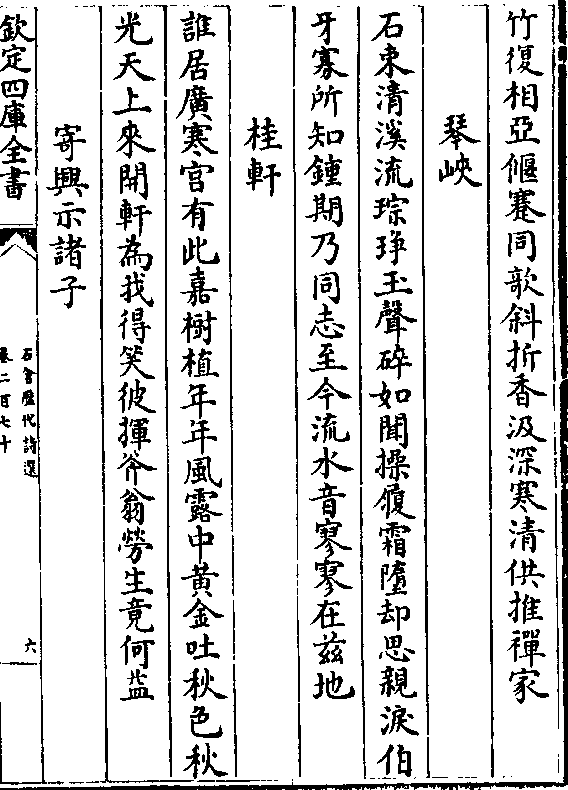 竹復相亞偃蹇同歌斜折香汲深寒清供推禪家
琴峽
石束清溪流琮琤玉聲碎如聞操履霜墮却思親淚伯
牙寡所知鍾期乃同志至今流水音寥寥在茲地
桂軒
誰居廣寒宫有此嘉樹植年年風露中黄金吐秋色秋
光天上來開軒為我得笑彼揮斧翁勞生竟何益
寄興示諸子
欽定四庫全書
石倉歷代詩選
卷二百七十
六